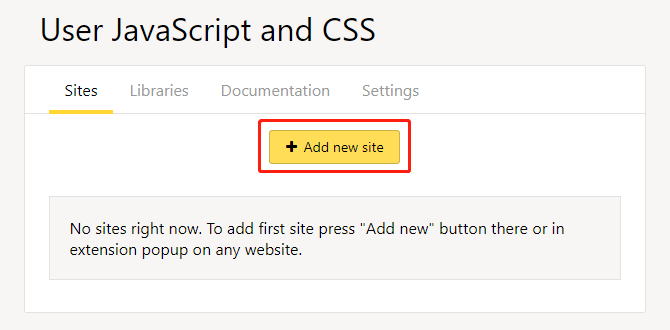 User JavaScript and CSS
Sites Libraries Documentation Settings
+ Add new site
No sites right now. To add first site press "Add new" button there or in
extension popup on any website.